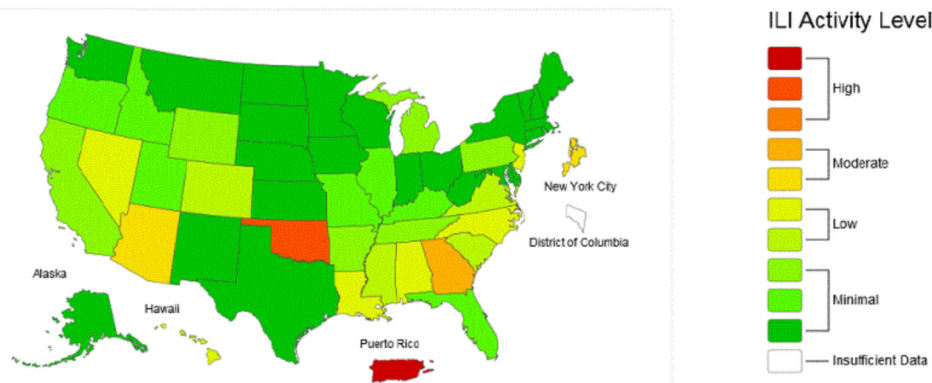 ILI Activity Level
High
Moderate
New York City
Low
District of Columbia
Alaska
Minimal
Hawaii
Puerto Rico
Insufficient Data